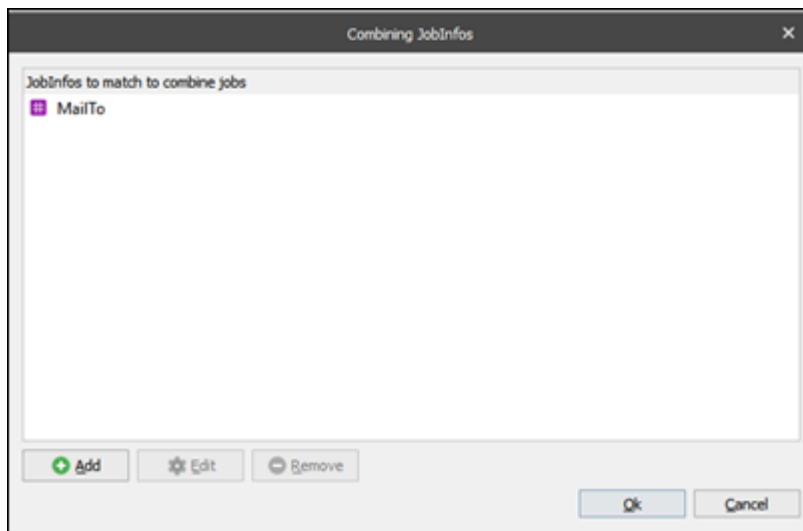 Combining JobInfos
JobInfos to match to combine jobs
MailTo
Add Edit Remove
Ok Cancel